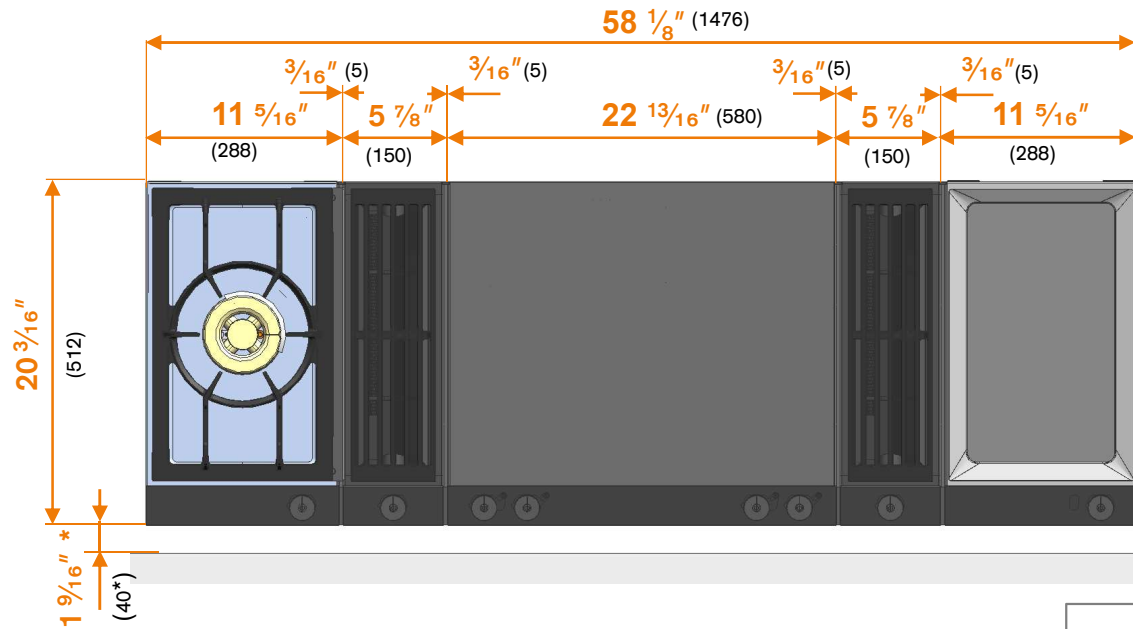 58 ⅛″ (1476)
3⁄16″ (5) 3⁄16″ (5) 3⁄16″ (5) 3⁄16″ (5)
11 5⁄16″ 5 ⅞″ 22 13⁄16″ (580) 5 ⅞″ 11 5⁄16″
(288) (150) (150) (288)
20 3⁄16″
(512)
1 9⁄16″ *
(40*)